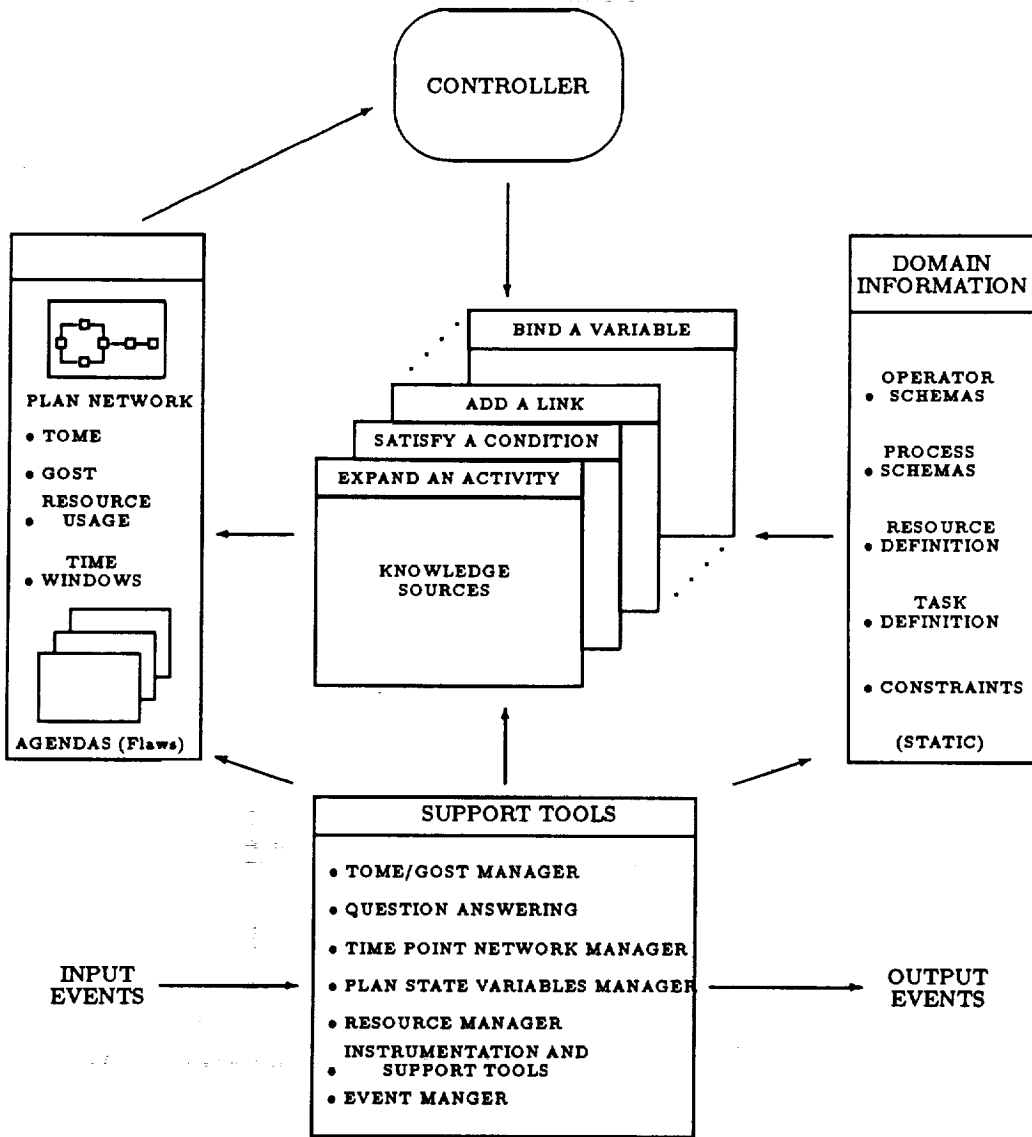 CONTROLLER
PLAN NETWORK
• TOME
• GOST
• RESOURCE
USAGE
• TIME
WINDOWS
AGENDAS (Flaws)
BIND A VARIABLE
ADD A LINK
SATISFY A CONDITION
EXPAND AN ACTIVITY
KNOWLEDGE
SOURCES
DOMAIN
INFORMATION
• OPERATOR
SCHEMAS
• PROCESS
SCHEMAS
• RESOURCE
DEFINITION
• TASK
DEFINITION
• CONSTRAINTS
(STATIC)
SUPPORT TOOLS
• TOME/GOST MANAGER
• QUESTION ANSWERING
• TIME POINT NETWORK MANAGER
• PLAN STATE VARIABLES MANAGER
• RESOURCE MANAGER
• INSTRUMENTATION AND
SUPPORT TOOLS
• EVENT MANGER
INPUT
EVENTS
OUTPUT
EVENTS